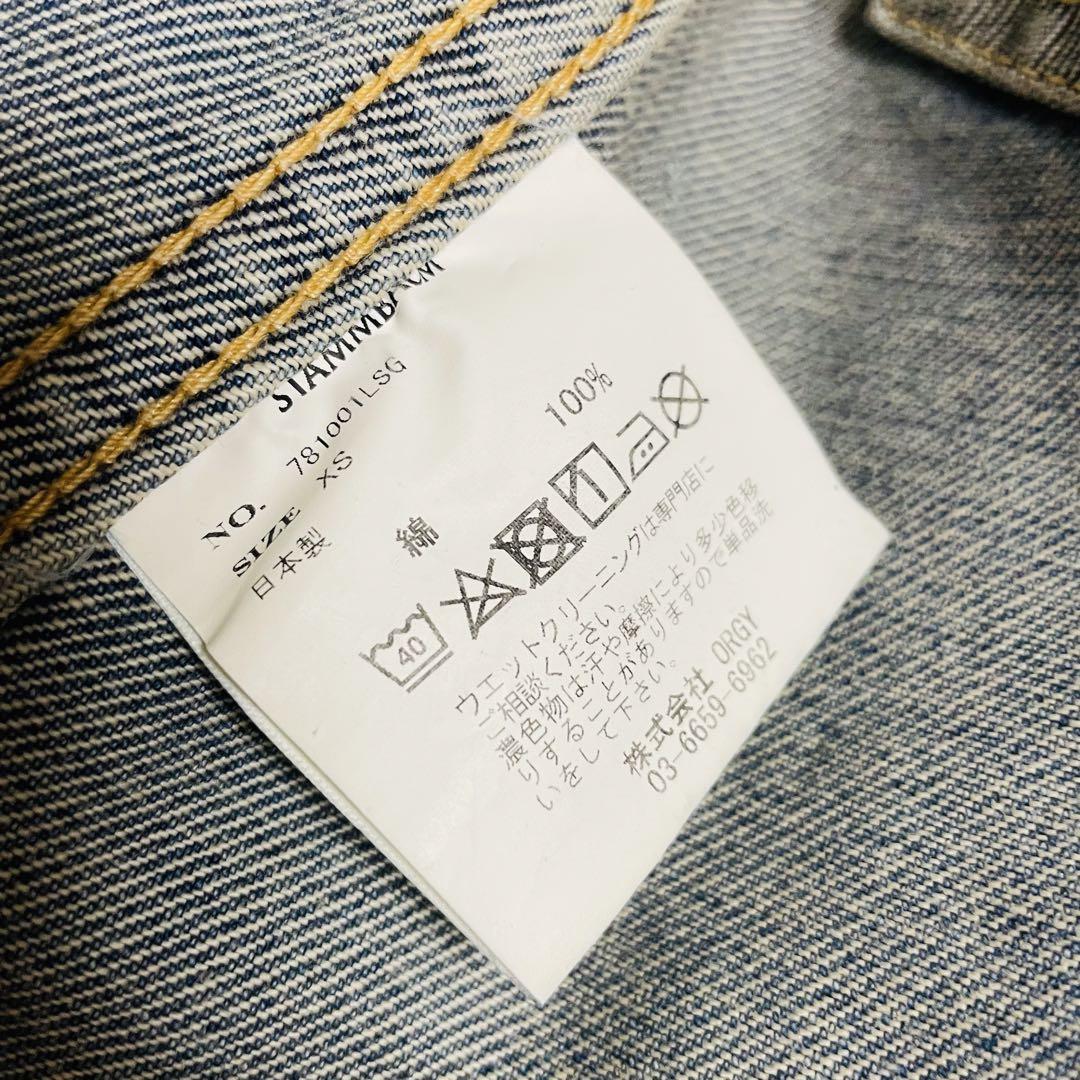 STAMMBAUM
NO. 781001LSG
SIZE XS
日本製
綿 100%
40
ウエットクリーニングは専門店に
ご相談ください。
濃色物は汗や摩擦により多少色移
りすることがありますので単品洗
いをして下さい。
株式会社 ORGY
03-6659-6962